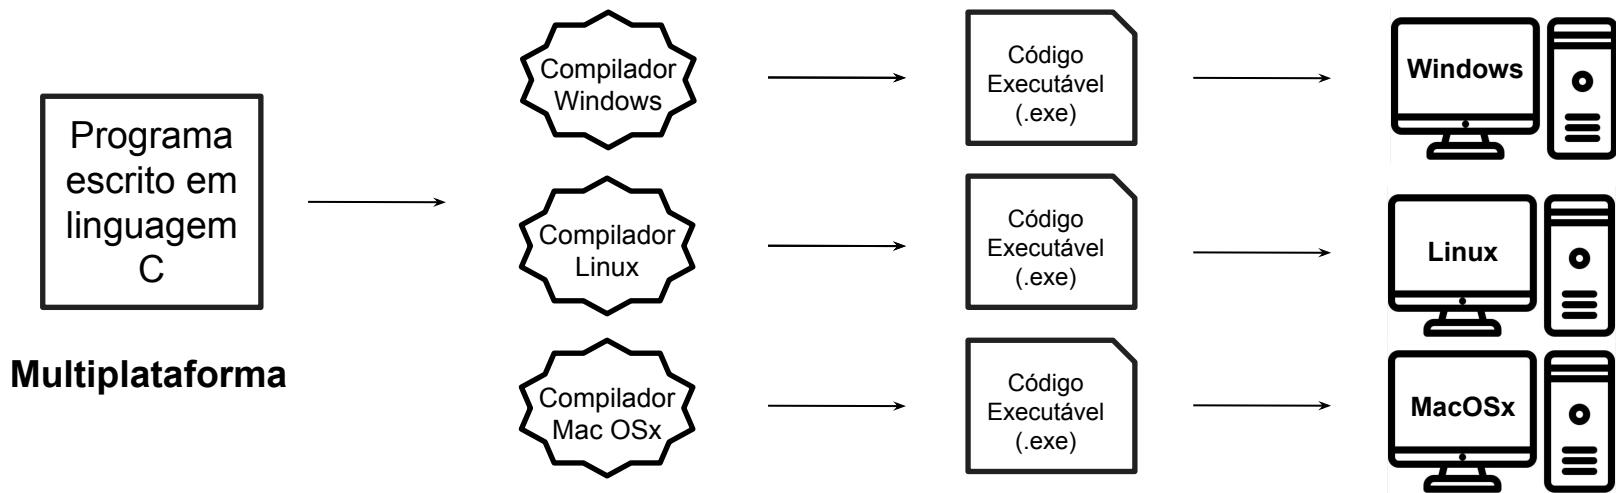 Programa
escrito em
linguagem
C
Multiplataforma
Compilador
Windows
Código
Executável
(.exe)
Windows
Compilador
Linux
Código
Executável
(.exe)
Linux
Compilador
Mac OSx
Código
Executável
(.exe)
MacOSx